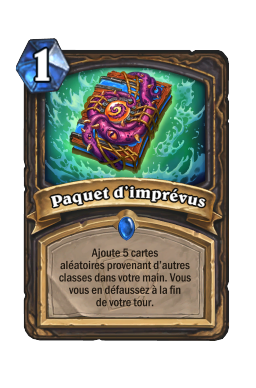 1
Paquet d'imprévus
Ajoute 5 cartes
aléatoires provenant d'autres
classes dans votre main. Vous
vous en défaussez à la fin
de votre tour.